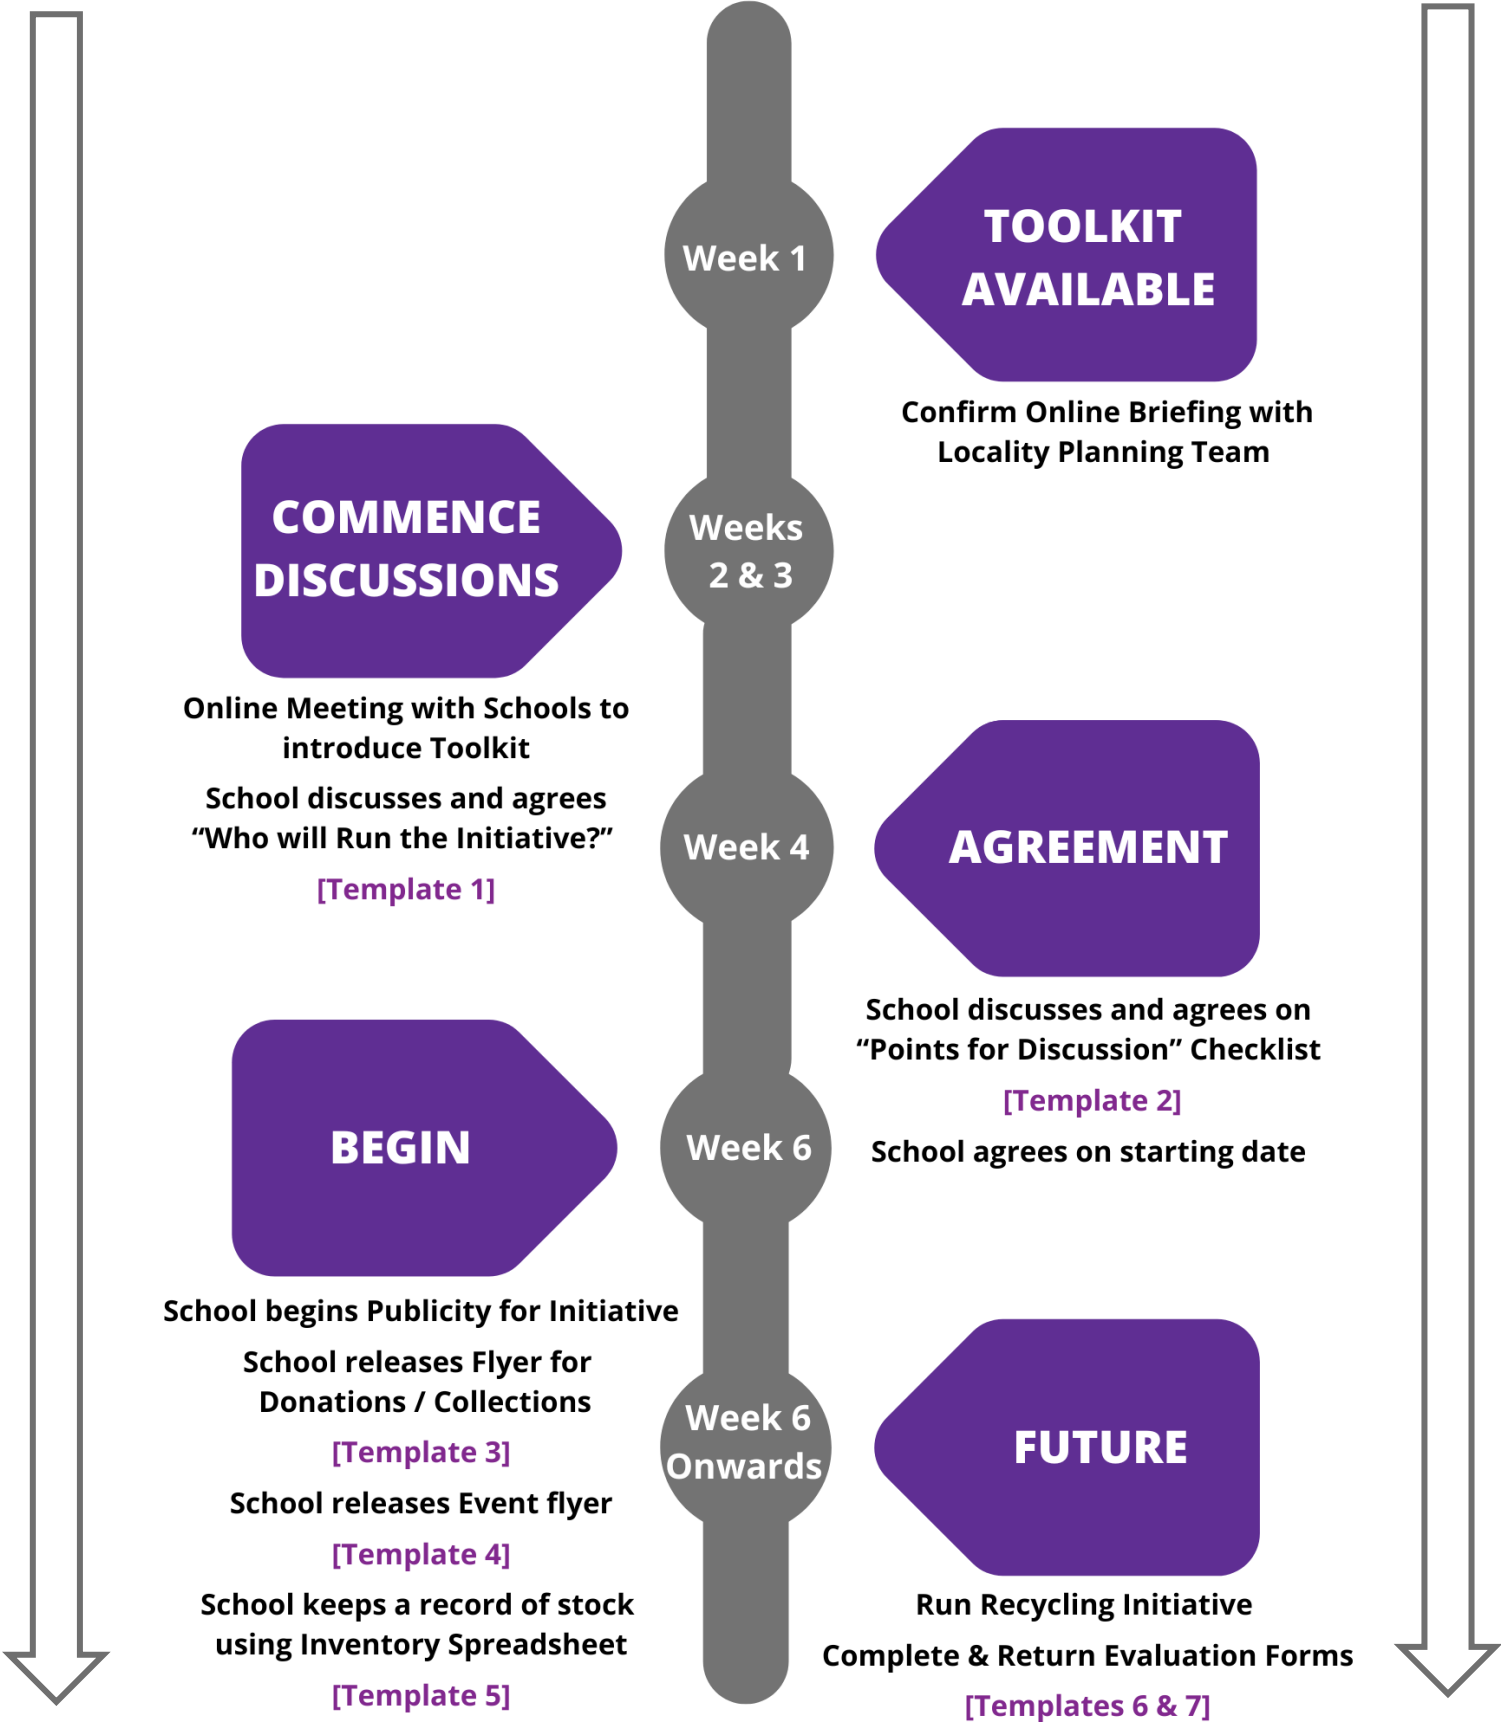 Week 1
TOOLKIT
AVAILABLE
Confirm Online Briefing with
Locality Planning Team
Weeks
2 & 3
COMMENCE
DISCUSSIONS
Online Meeting with Schools to
introduce Toolkit
School discusses and agrees
“Who will Run the Initiative?”
[Template 1]
Week 4
AGREEMENT
School discusses and agrees on
“Points for Discussion” Checklist
[Template 2]
School agrees on starting date
Week 6
BEGIN
School begins Publicity for Initiative
School releases Flyer for
Donations / Collections
[Template 3]
School releases Event flyer
[Template 4]
School keeps a record of stock
using Inventory Spreadsheet
[Template 5]
Week 6
Onwards
FUTURE
Run Recycling Initiative
Complete & Return Evaluation Forms
[Templates 6 & 7]